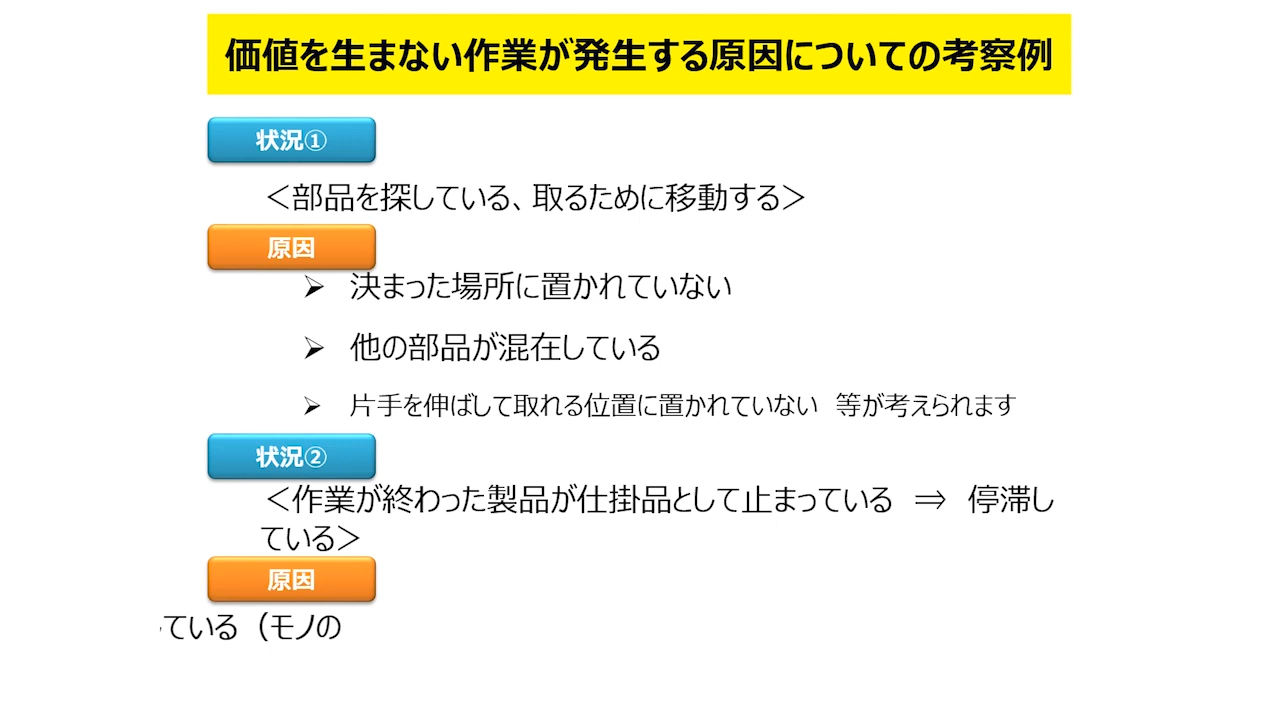 価値を生まない作業が発生する原因についての考察例
状況①
＜部品を探している、取るために移動する＞
原因
➢ 決まった場所に置かれていない
➢ 他の部品が混在している
➢ 片手を伸ばして取れる位置に置かれていない　等が考えられます
状況②
＜作業が終わった製品が仕掛品として止まっている　⇒　停滞し
ている＞
原因
ている（モノの